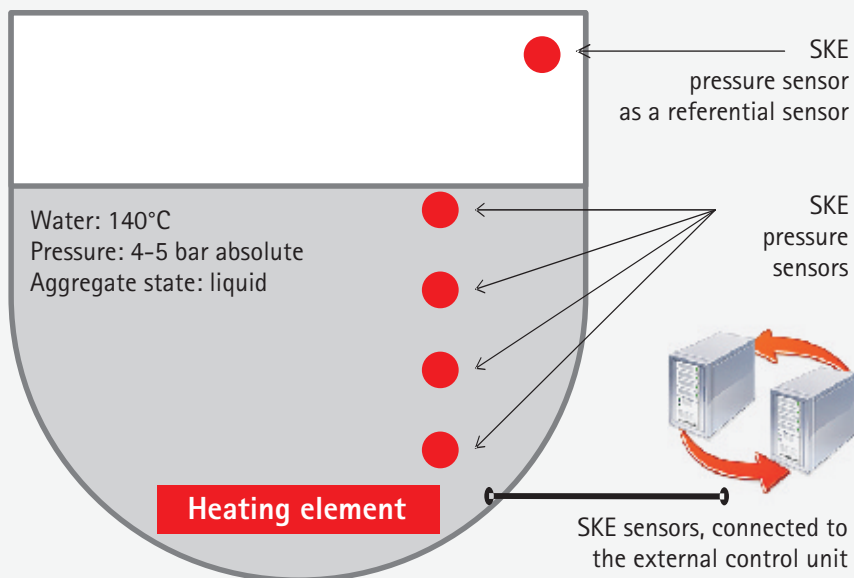 SKE
pressure sensor
as a referential sensor
Water: 140°C
Pressure: 4-5 bar absolute
Aggregate state: liquid
SKE
pressure
sensors
Heating element
SKE sensors, connected to
the external control unit